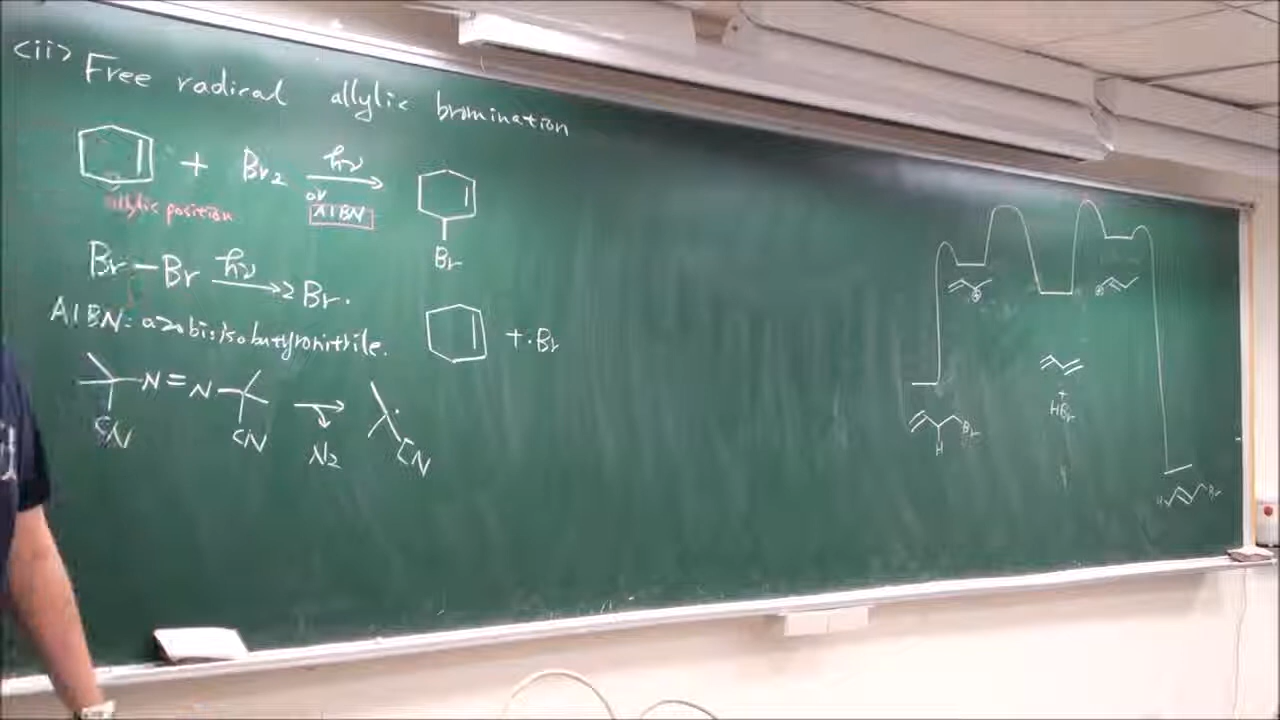 <ii> Free radical allylic bromination
+ Br2 hν
or
AIBN
allylic position
Br
Br—Br hν 2 Br·
AIBN: azobisisobutyronitrile.
+ ·Br
N=N
CN CN N2 CN
⊕ ⊕
+
HBr
Br
H
H Br